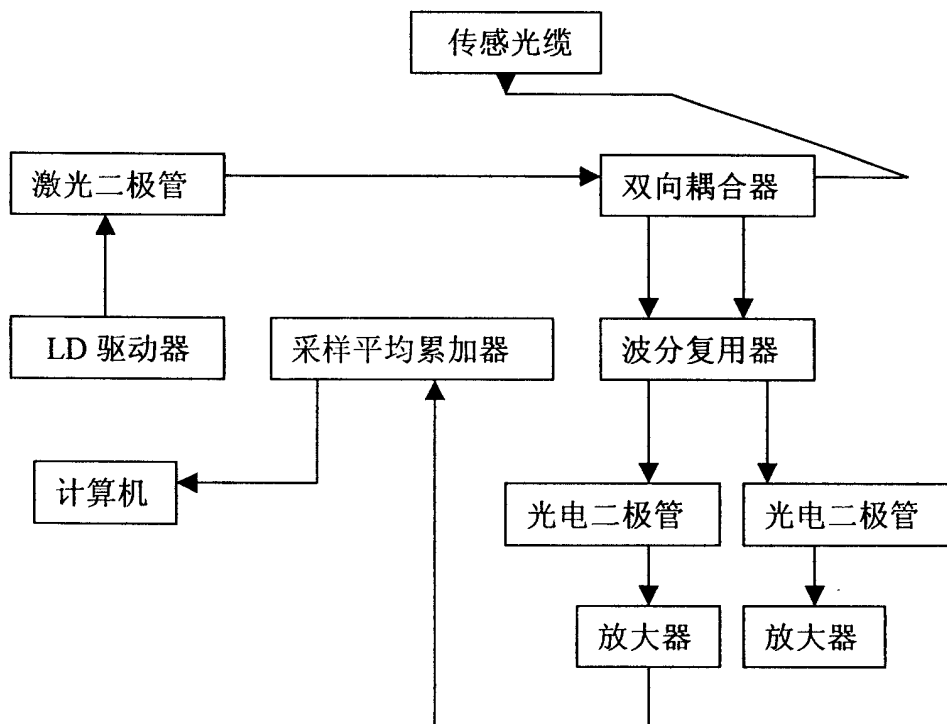 传感光缆
激光二极管
双向耦合器
LD 驱动器
采样平均累加器
波分复用器
计算机
光电二极管
光电二极管
放大器
放大器